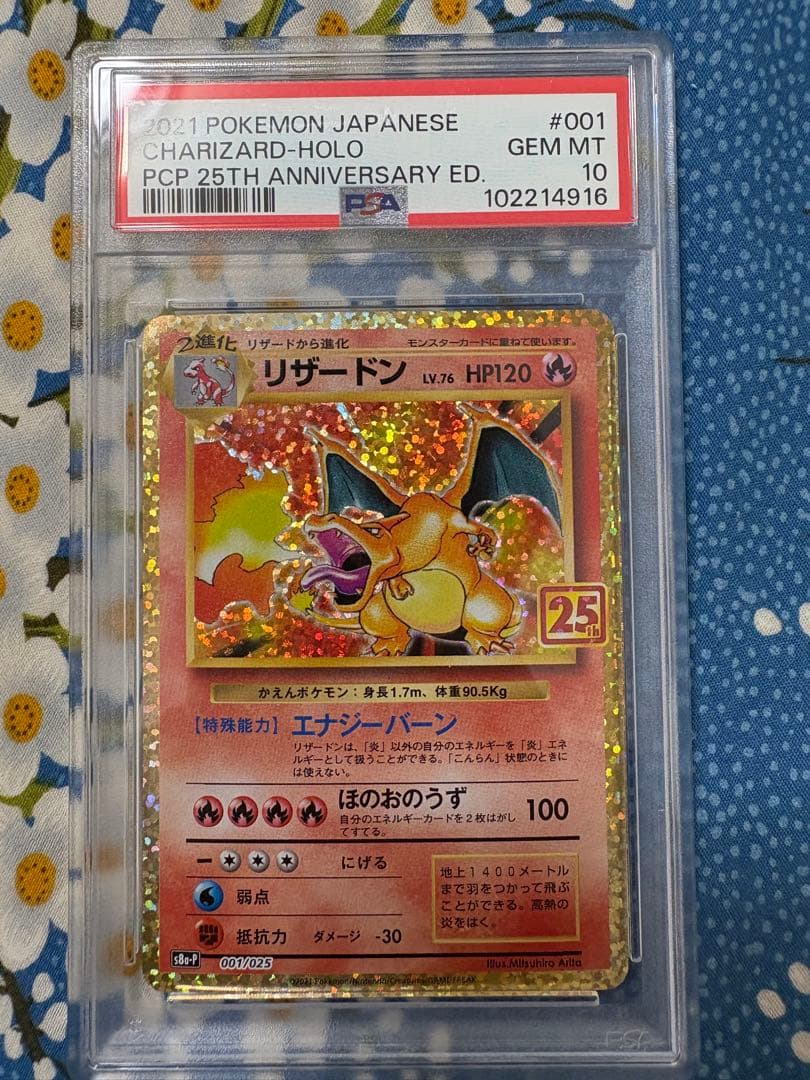 2021 POKEMON JAPANESE #001
CHARIZARD-HOLO GEM MT
PCP 25TH ANNIVERSARY ED. 10
PSA 102214916
2進化 リザードから進化 モンスターカードに重ねて使います。
リザードン LV.76 HP120
25th
かえんポケモン:身長1.7m、体重90.5Kg
【特殊能力】エナジーバーン
リザードンは、「炎」以外の自分のエネルギーを「炎」エネ
ルギーとして扱うことができる。「こんらん」状態のときに
は使えない。
ほのおのうず 100
自分のエネルギーカードを2枚はがし
てすてる。
にげる
弱点
抵抗力 ダメージ -30
地上1400メートル
まで羽をつかって飛ぶ
ことができる。高熱の
炎をはく。
s8a-P 001/025 Illus.Mitsuhiro Arita
©2021 Pokémon/Nintendo/Creatures/GAME FREAK
PSA